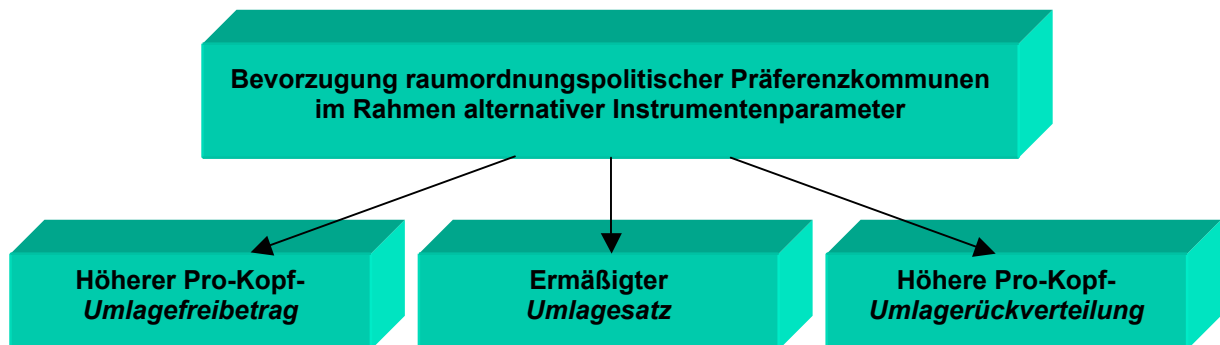 Bevorzugung raumordnungspolitischer Präferenzkommunen
im Rahmen alternativer Instrumentenparameter
Höherer Pro-Kopf-
Umlagefreibetrag
Ermäßigter
Umlagesatz
Höhere Pro-Kopf-
Umlagerückverteilung